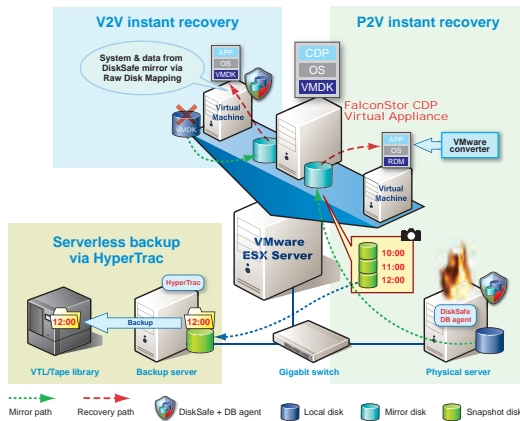 V2V instant recovery
P2V instant recovery
System & data from
DiskSafe mirror via
Raw Disk Mapping
APP
OS
VMDK
CDP
OS
VMDK
Virtual
Machine
VMDK
FalconStor CDP
Virtual Appliance
APP
OS
RDM
VMware
converter
Virtual
Machine
VMware
ESX Server
10:00
11:00
12:00
Serverless backup
via HyperTrac
HyperTrac
12:00
Backup
12:00
DiskSafe
DB agent
VTL/Tape library
Backup server
Gigabit switch
Physical server
Mirror path
Recovery path
DiskSafe + DB agent
Local disk
Mirror disk
Snapshot disk